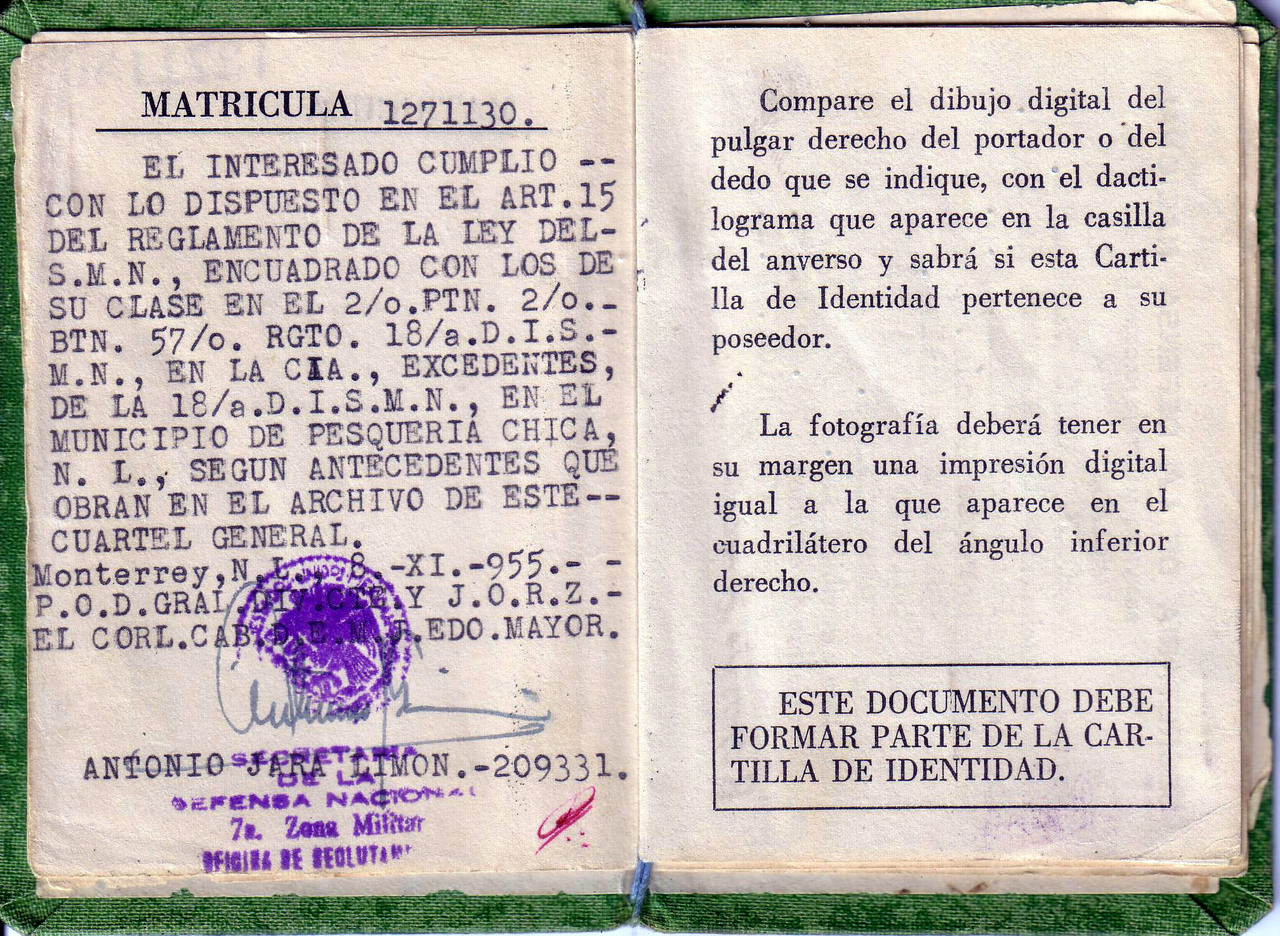 MATRICULA 1271130.
EL INTERESADO CUMPLIO --
CON LO DISPUESTO EN EL ART.15
DEL REGLAMENTO DE LA LEY DEL-
S.M.N., ENCUADRADO CON LOS DE
SU CLASE EN EL 2/o.PTN. 2/o.-
BTN. 57/o. RGTO. 18/a.D.I.S.-
M.N., EN LA CIA., EXCEDENTES,
DE LA 18/a.D.I.S.M.N., EN EL
MUNICIPIO DE PESQUERIA CHICA,
N. L., SEGUN ANTECEDENTES QUE
OBRAN EN EL ARCHIVO DE ESTE--
CUARTEL GENERAL.
Monterrey,N.L., 8.-XI.-955.- -
P.O.D.GRAL.DIV.CTE.Y J.O.R.Z.-
EL CORL.CAB.D.E.M.J.EDO.MAYOR.
ANTONIO JARA LIMON.-209331.
SECRETARIA
DE LA
DEFENSA NACIONAL
7a. Zona Militar
OFICINA DE
Compare el dibujo digital del
pulgar derecho del portador o del
dedo que se indique, con el dacti-
lograma que aparece en la casilla
del anverso y sabrá si esta Carti-
lla de Identidad pertenece a su
poseedor.
La fotografía deberá tener en
su margen una impresión digital
igual a la que aparece en el
cuadrilátero del ángulo inferior
derecho.
ESTE DOCUMENTO DEBE
FORMAR PARTE DE LA CAR-
TILLA DE IDENTIDAD.